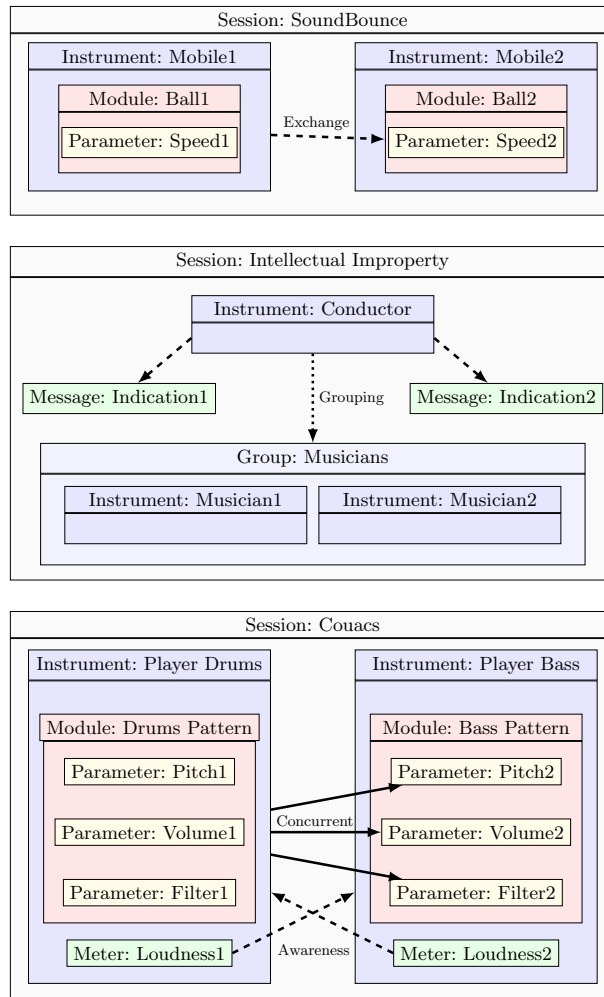 Session: SoundBounce
Instrument: Mobile1
Instrument: Mobile2
Module: Ball1
Module: Ball2
Exchange
Parameter: Speed1
Parameter: Speed2
Session: Intellectual Improperty
Instrument: Conductor
Message: Indication1
Grouping
Message: Indication2
Group: Musicians
Instrument: Musician1
Instrument: Musician2
Session: Couacs
Instrument: Player Drums
Instrument: Player Bass
Module: Drums Pattern
Module: Bass Pattern
Parameter: Pitch1
Parameter: Pitch2
Parameter: Volume1
Concurrent
Parameter: Volume2
Parameter: Filter1
Parameter: Filter2
Meter: Loudness1
Awareness
Meter: Loudness2